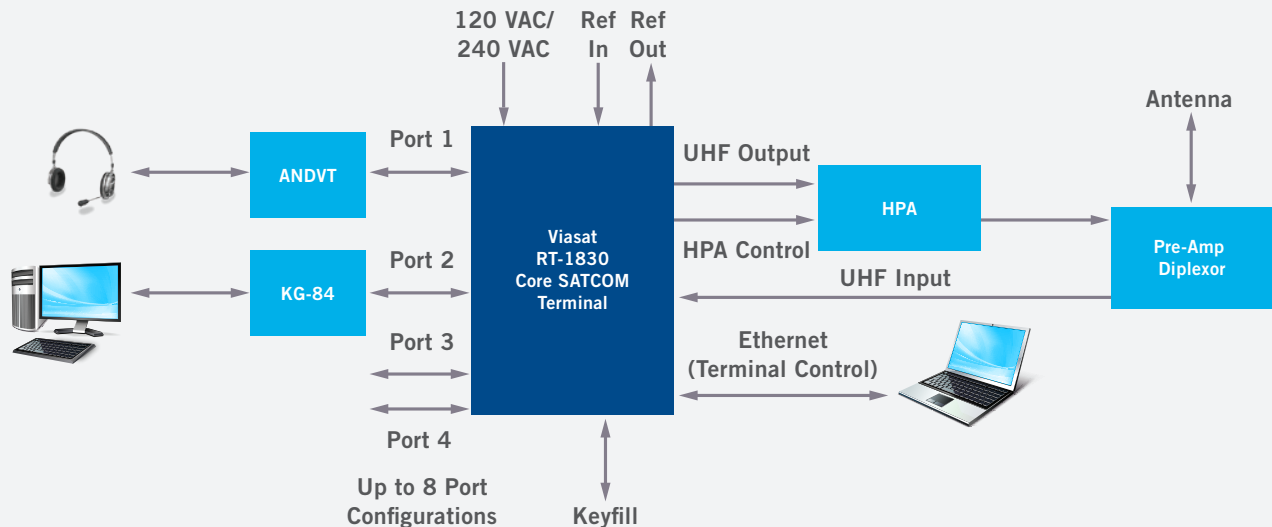 120 VAC/
240 VAC
Ref
In
Ref
Out
Antenna
Port 1
ANDVT
UHF Output
HPA
HPA Control
Pre-Amp
Diplexor
Viasat
RT-1830
Core SATCOM
Terminal
Port 2
KG-84
UHF Input
Port 3
Ethernet
(Terminal Control)
Port 4
Up to 8 Port
Configurations
Keyfill